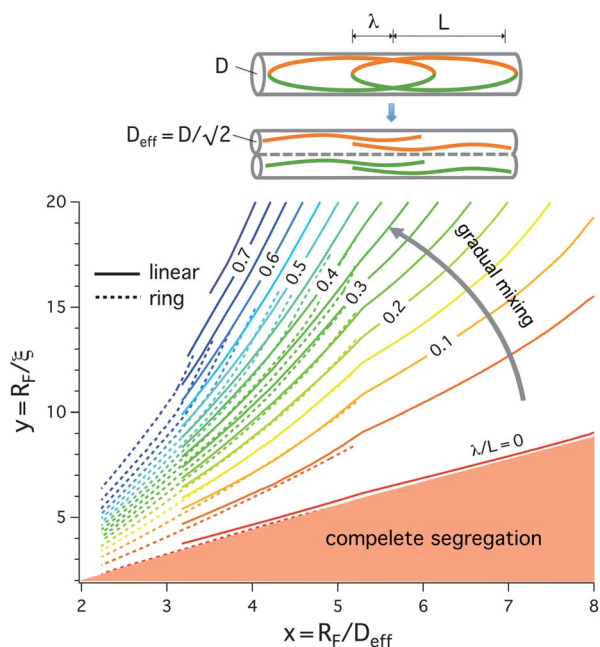 λ L
D
D_eff = D/√2
20
15
10
5
y = R_F/ξ
linear
ring
0.7
0.6
0.5
0.4
0.3
0.2
0.1
gradual mixing
λ/L = 0
compelete segregation
2 3 4 5 6 7 8
x = R_F/D_eff